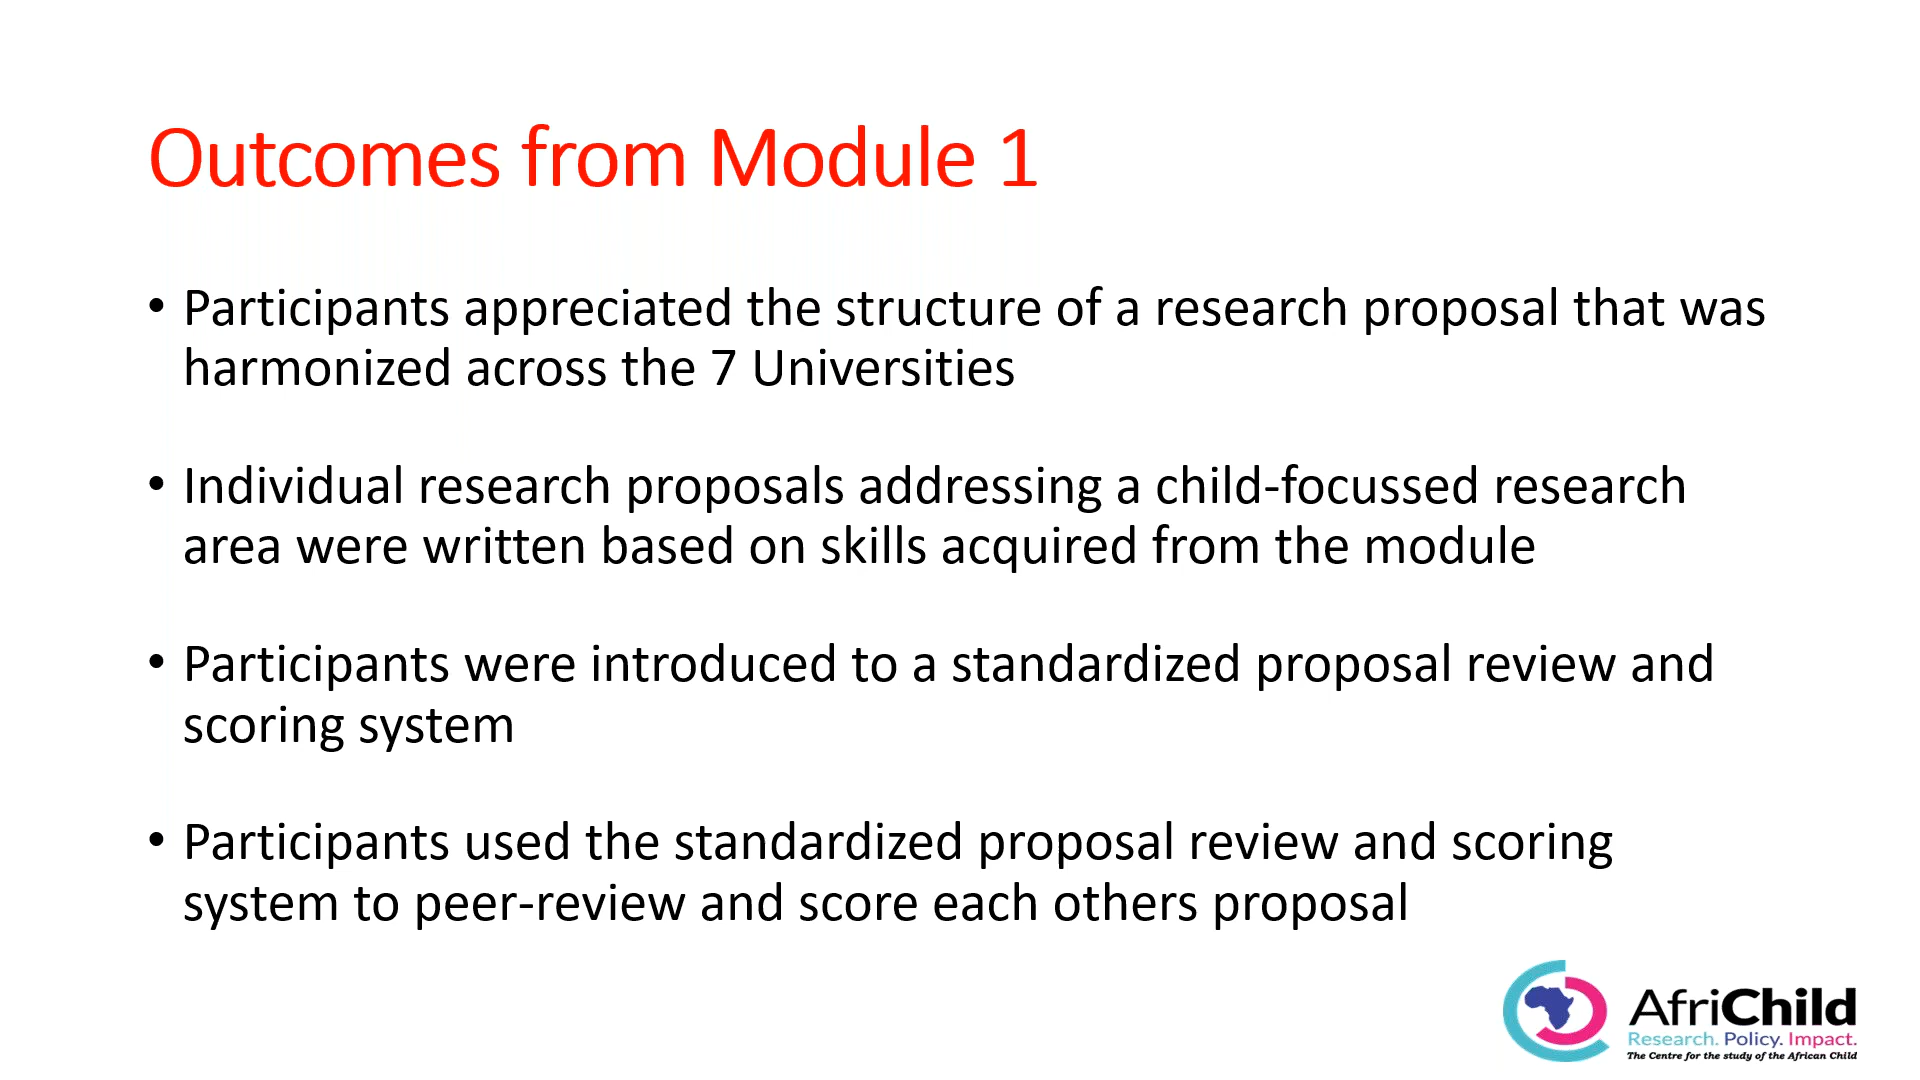 Outcomes from Module 1
• Participants appreciated the structure of a research proposal that was
harmonized across the 7 Universities
• Individual research proposals addressing a child-focussed research
area were written based on skills acquired from the module
• Participants were introduced to a standardized proposal review and
scoring system
• Participants used the standardized proposal review and scoring
system to peer-review and score each others proposal
AfriChild
Research. Policy. Impact.
The Centre for the study of the African Child